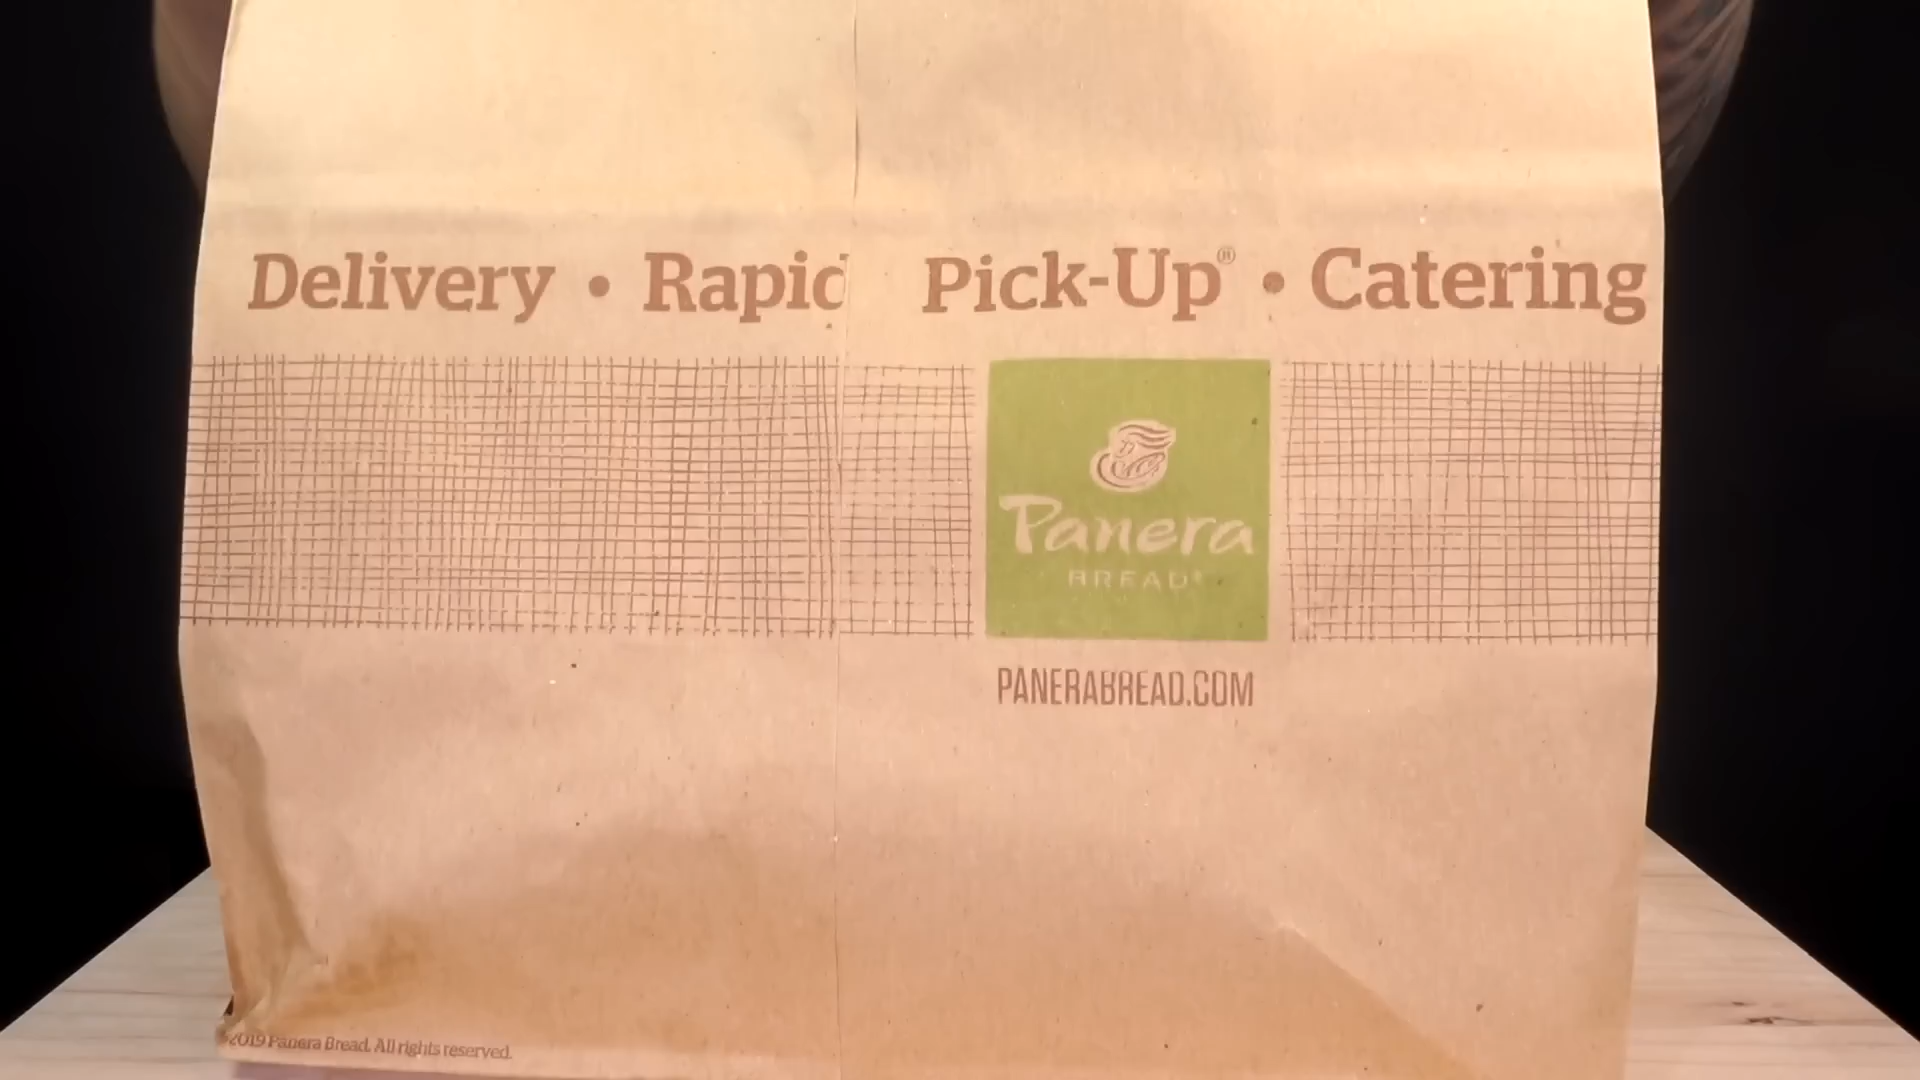 Delivery • Rapid Pick-Up® • Catering
Panera
BREAD®
PANERABREAD.COM
©2019 Panera Bread. All rights reserved.